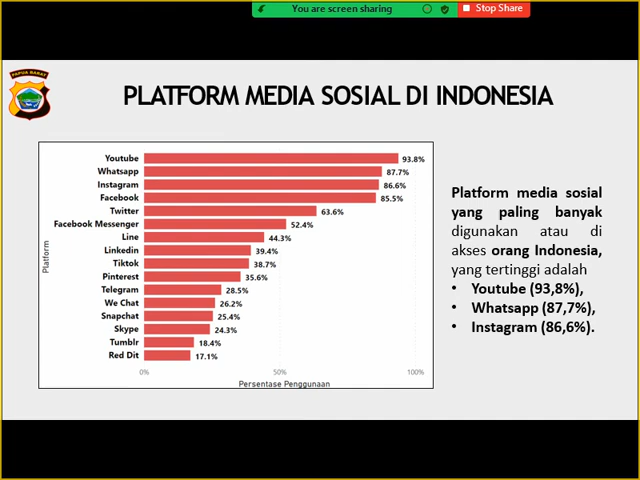 You are screen sharing
Stop Share
PAPUA BARAT
PLATFORM MEDIA SOSIAL DI INDONESIA
Platform
Youtube 93.8%
Whatsapp 87.7%
Instagram 86.6%
Facebook 85.5%
Twitter 63.6%
Facebook Messenger 52.4%
Line 44.3%
Linkedin 39.4%
Tiktok 38.7%
Pinterest 35.6%
Telegram 28.5%
We Chat 26.2%
Snapchat 25.4%
Skype 24.3%
Tumblr 18.4%
Red Dit 17.1%
0% 50% 100%
Persentase Penggunaan
Platform media sosial
yang paling banyak
digunakan atau di
akses orang Indonesia,
yang tertinggi adalah
• Youtube (93,8%),
• Whatsapp (87,7%),
• Instagram (86,6%).